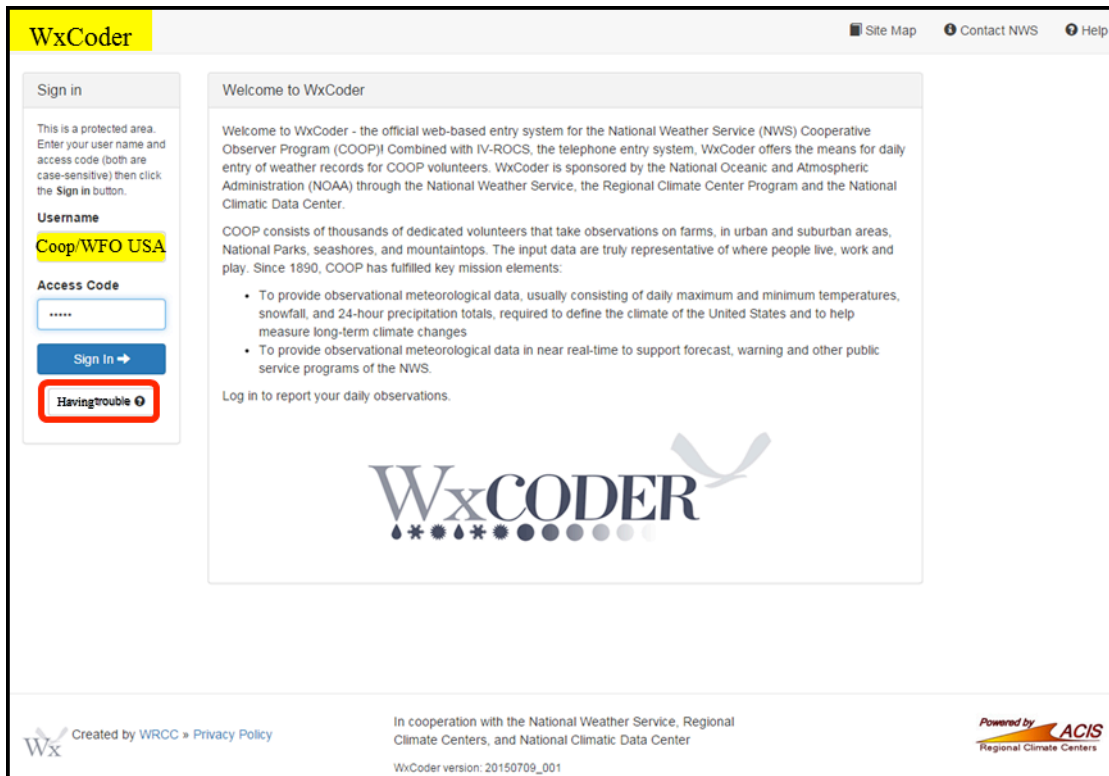 WxCoder
Site Map
Contact NWS
Help
Sign in
This is a protected area.
Enter your user name and
access code (both are
case-sensitive) then click
the Sign in button.
Username
Coop/WFO USA
Access Code
•••••
Sign In
Havingtrouble
Welcome to WxCoder
Welcome to WxCoder - the official web-based entry system for the National Weather Service (NWS) Cooperative
Observer Program (COOP)! Combined with IV-ROCS, the telephone entry system, WxCoder offers the means for daily
entry of weather records for COOP volunteers. WxCoder is sponsored by the National Oceanic and Atmospheric
Administration (NOAA) through the National Weather Service, the Regional Climate Center Program and the National
Climatic Data Center.
COOP consists of thousands of dedicated volunteers that take observations on farms, in urban and suburban areas,
National Parks, seashores, and mountaintops. The input data are truly representative of where people live, work and
play. Since 1890, COOP has fulfilled key mission elements:
• To provide observational meteorological data, usually consisting of daily maximum and minimum temperatures,
snowfall, and 24-hour precipitation totals, required to define the climate of the United States and to help
measure long-term climate changes
• To provide observational meteorological data in near real-time to support forecast, warning and other public
service programs of the NWS.
Log in to report your daily observations.
WxCODER
Wx
Created by WRCC » Privacy Policy
In cooperation with the National Weather Service, Regional
Climate Centers, and National Climatic Data Center
WxCoder version: 20150709_001
Powered by
ACIS
Regional Climate Centers